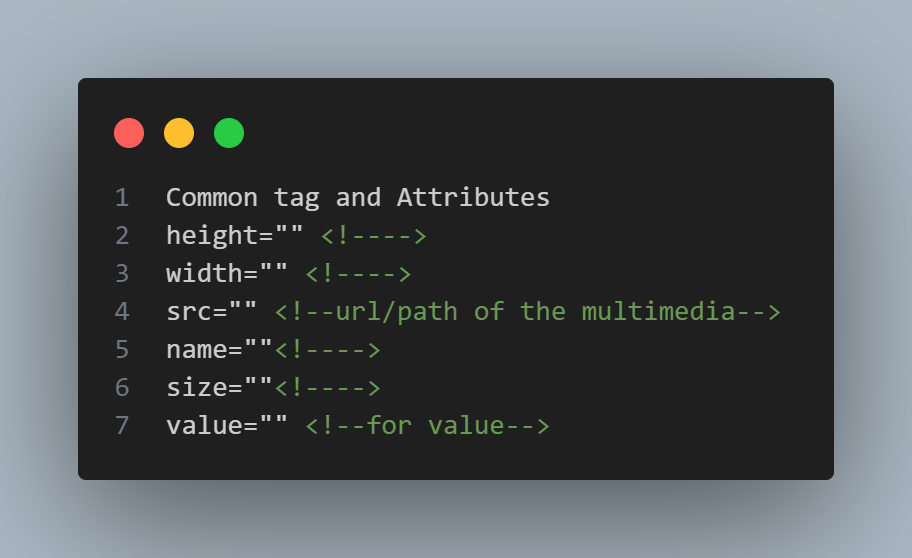 1 Common tag and Attributes
2 height="" <!---->
3 width="" <!---->
4 src="" <!--url/path of the multimedia-->
5 name=""<!---->
6 size=""<!---->
7 value="" <!--for value-->